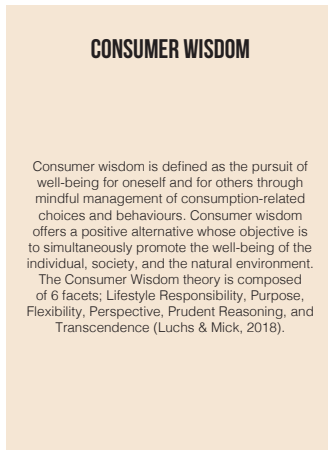 CONSUMER WISDOM
Consumer wisdom is defined as the pursuit of
well-being for oneself and for others through
mindful management of consumption-related
choices and behaviours. Consumer wisdom
offers a positive alternative whose objective is
to simultaneously promote the well-being of the
individual, society, and the natural environment.
The Consumer Wisdom theory is composed
of 6 facets; Lifestyle Responsibility, Purpose,
Flexibility, Perspective, Prudent Reasoning, and
Transcendence (Luchs & Mick, 2018).